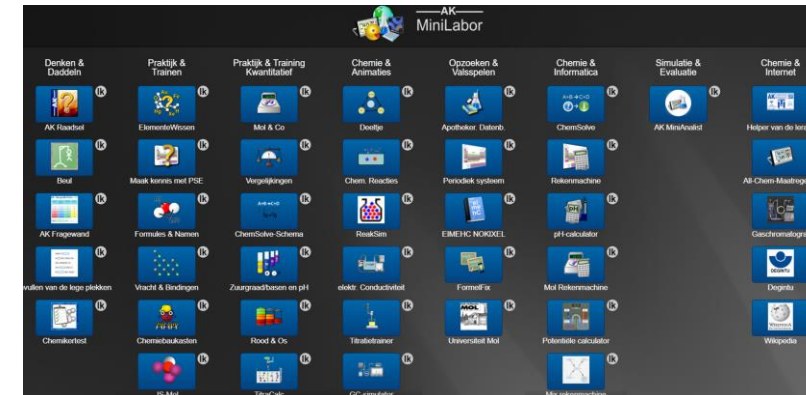 AK
MiniLabor
Denken &
Daddeln
Praktijk &
Trainen
Praktijk & Training
Kwantitatief
Chemie &
Animaties
Opzoeken &
Valsspelen
Chemie &
Informatica
Simulatie &
Evaluatie
Chemie &
Internet
AK Raadsel
ElementeWissen
Mol & Co
Deeltje
Apotheker. Datenb.
ChemSolve
AK MiniAnalist
Helper van de lera
Beul
Maak kennis met PSE
Vergelijkingen
Chem. Reacties
Periodiek systeem
Rekenmachine
All-Chem-Maatrege
AK Fragewand
Formules & Namen
ChemSolve-Schema
ReakSim
EIMEHC NOKIXEL
pH-calculator
Gaschromatogra
vullen van de lege plekken
Vracht & Bindingen
Zuurgraad/basen en pH
elektr. Conductiviteit
FormelFix
Mol Rekenmachine
Degintu
Chemikertest
Chemiebaukasten
Rood & Os
Titratietrainer
Universiteit Mol
Potentiële calculator
Wikipedia
IS Mol
TitraCalc
GC-simulator
Mix rekenmachine